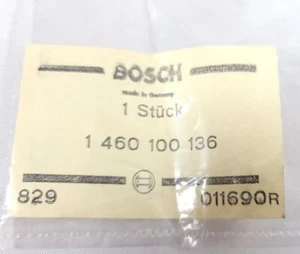 BOSCH
Made in Germany
1 Stück
1 460 100 136
829 011690R